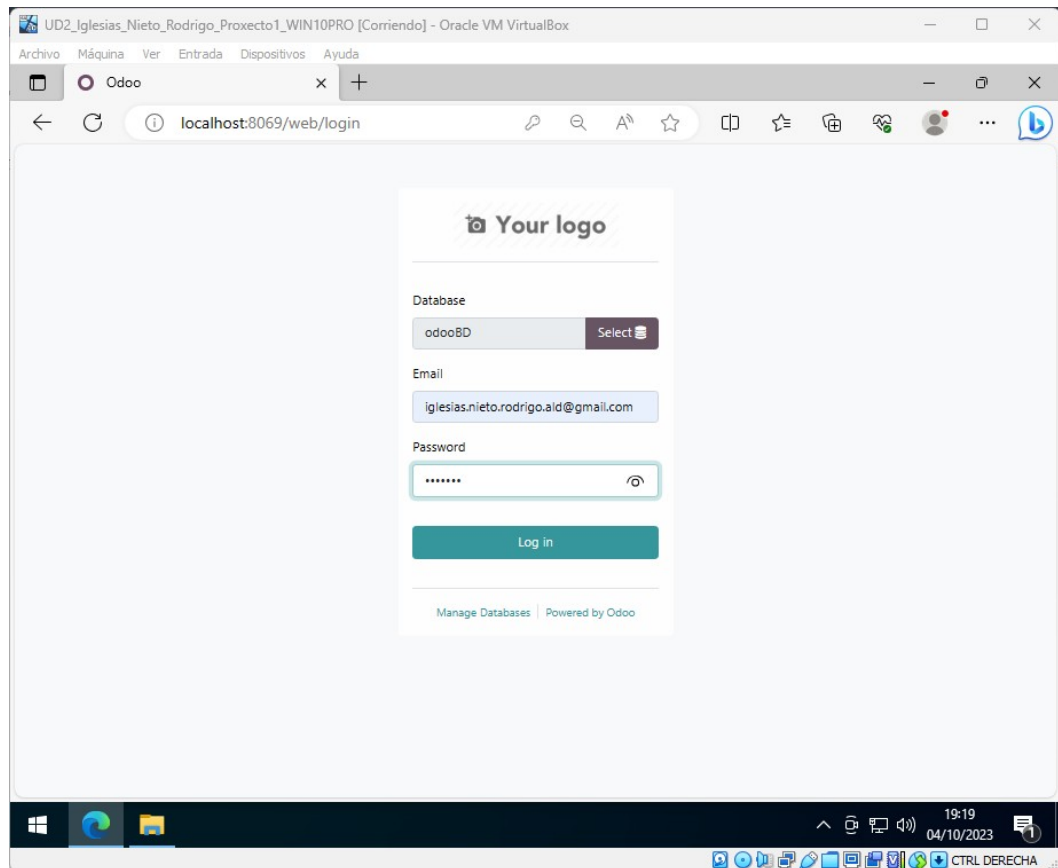 UD2_Iglesias_Nieto_Rodrigo_Proxecto1_WIN10PRO [Corriendo] - Oracle VM VirtualBox
Archivo Máquina Ver Entrada Dispositivos Ayuda
Odoo
localhost:8069/web/login
Your logo
Database
odooBD Select
Email
iglesias.nieto.rodrigo.ald@gmail.com
Password
•••••••
Log in
Manage Databases Powered by Odoo
19:19
04/10/2023
1
CTRL DERECHA